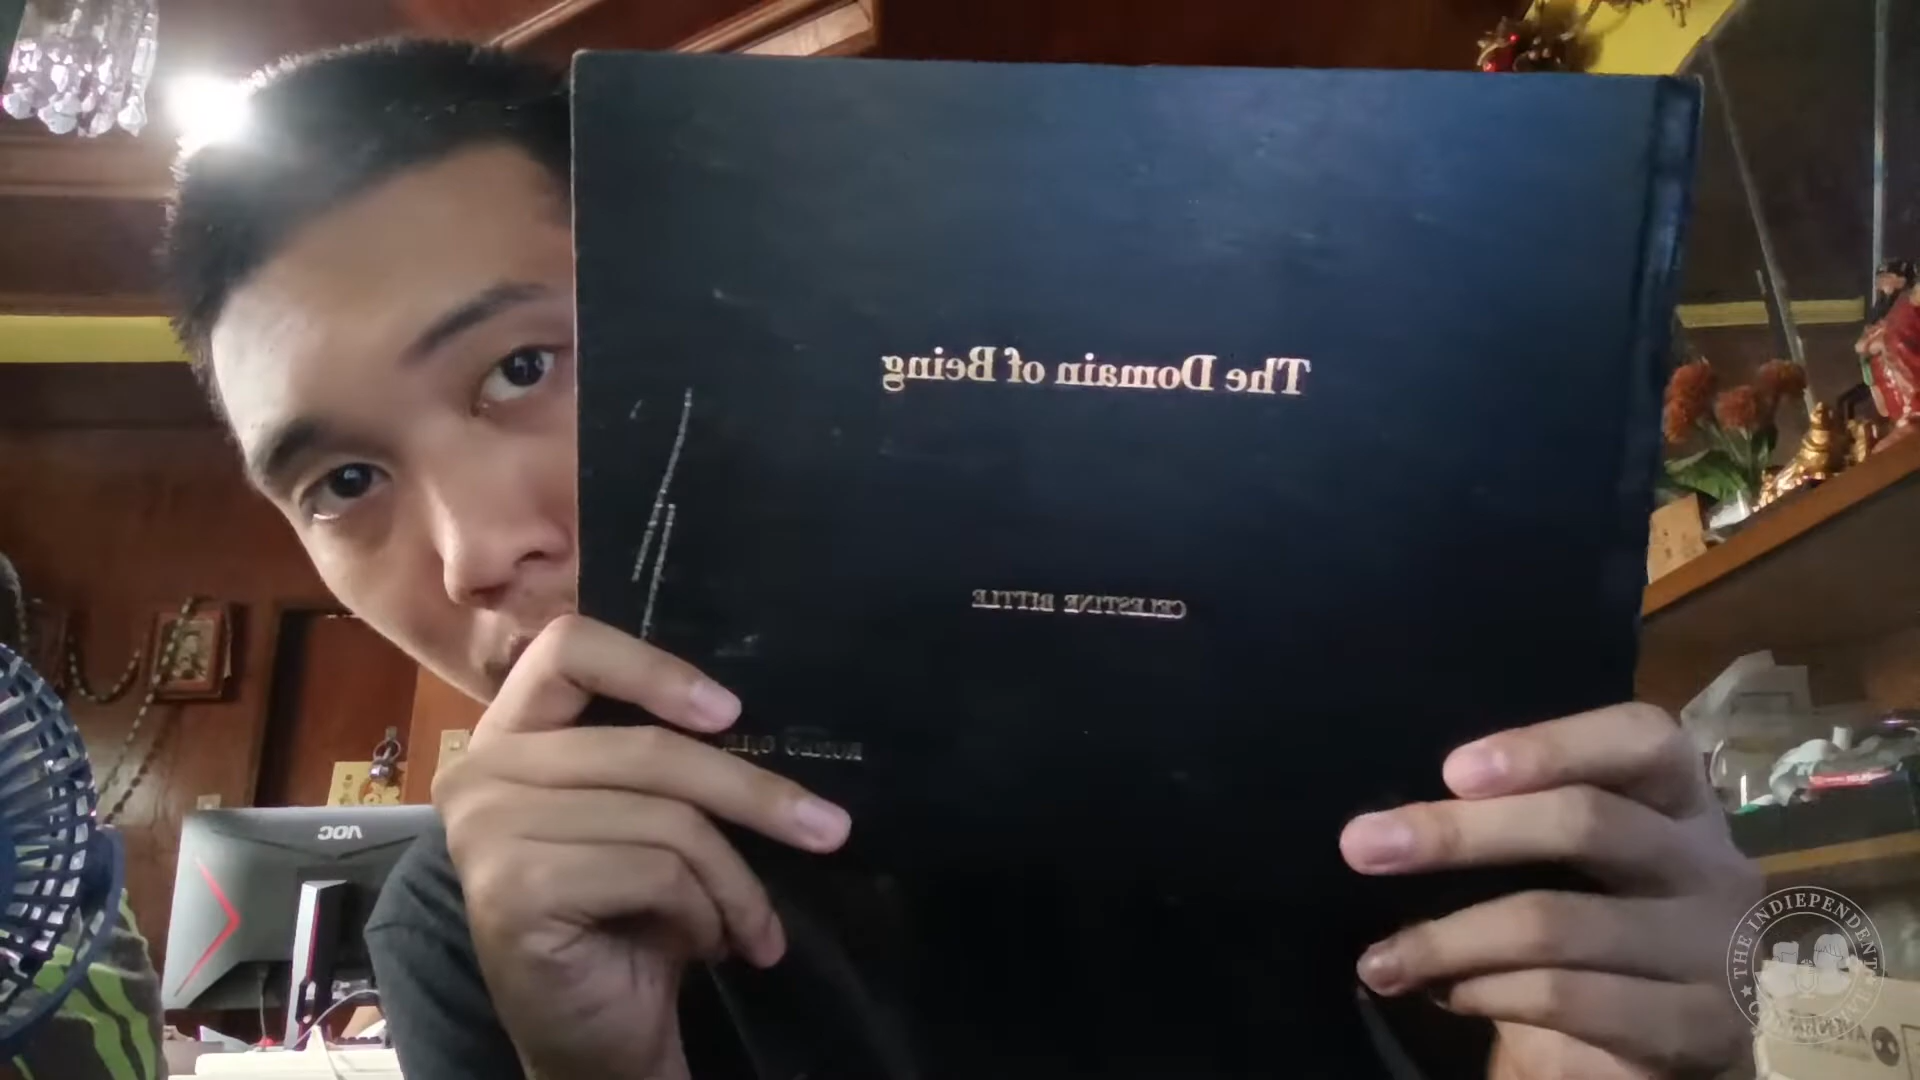 The Domain of Being
CELESTINE BITTLE
AOC
THE INDIEPENDENT